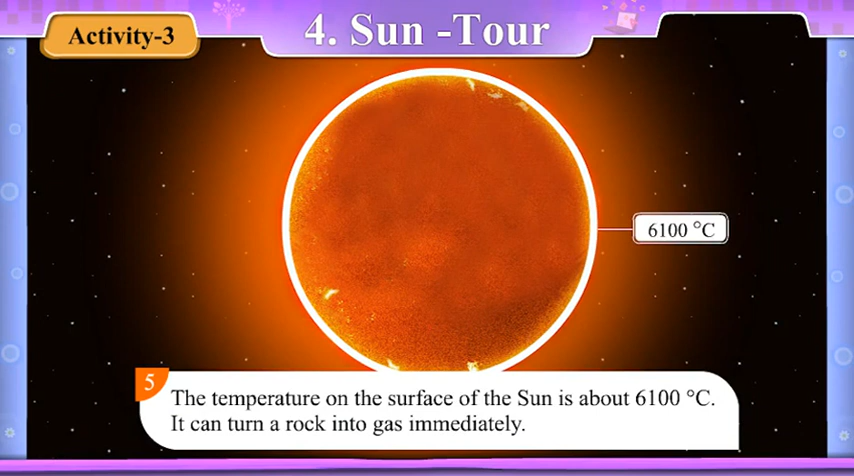 4. Sun -Tour
Activity-3
6100 °C
5
The temperature on the surface of the Sun is about 6100 °C.
It can turn a rock into gas immediately.